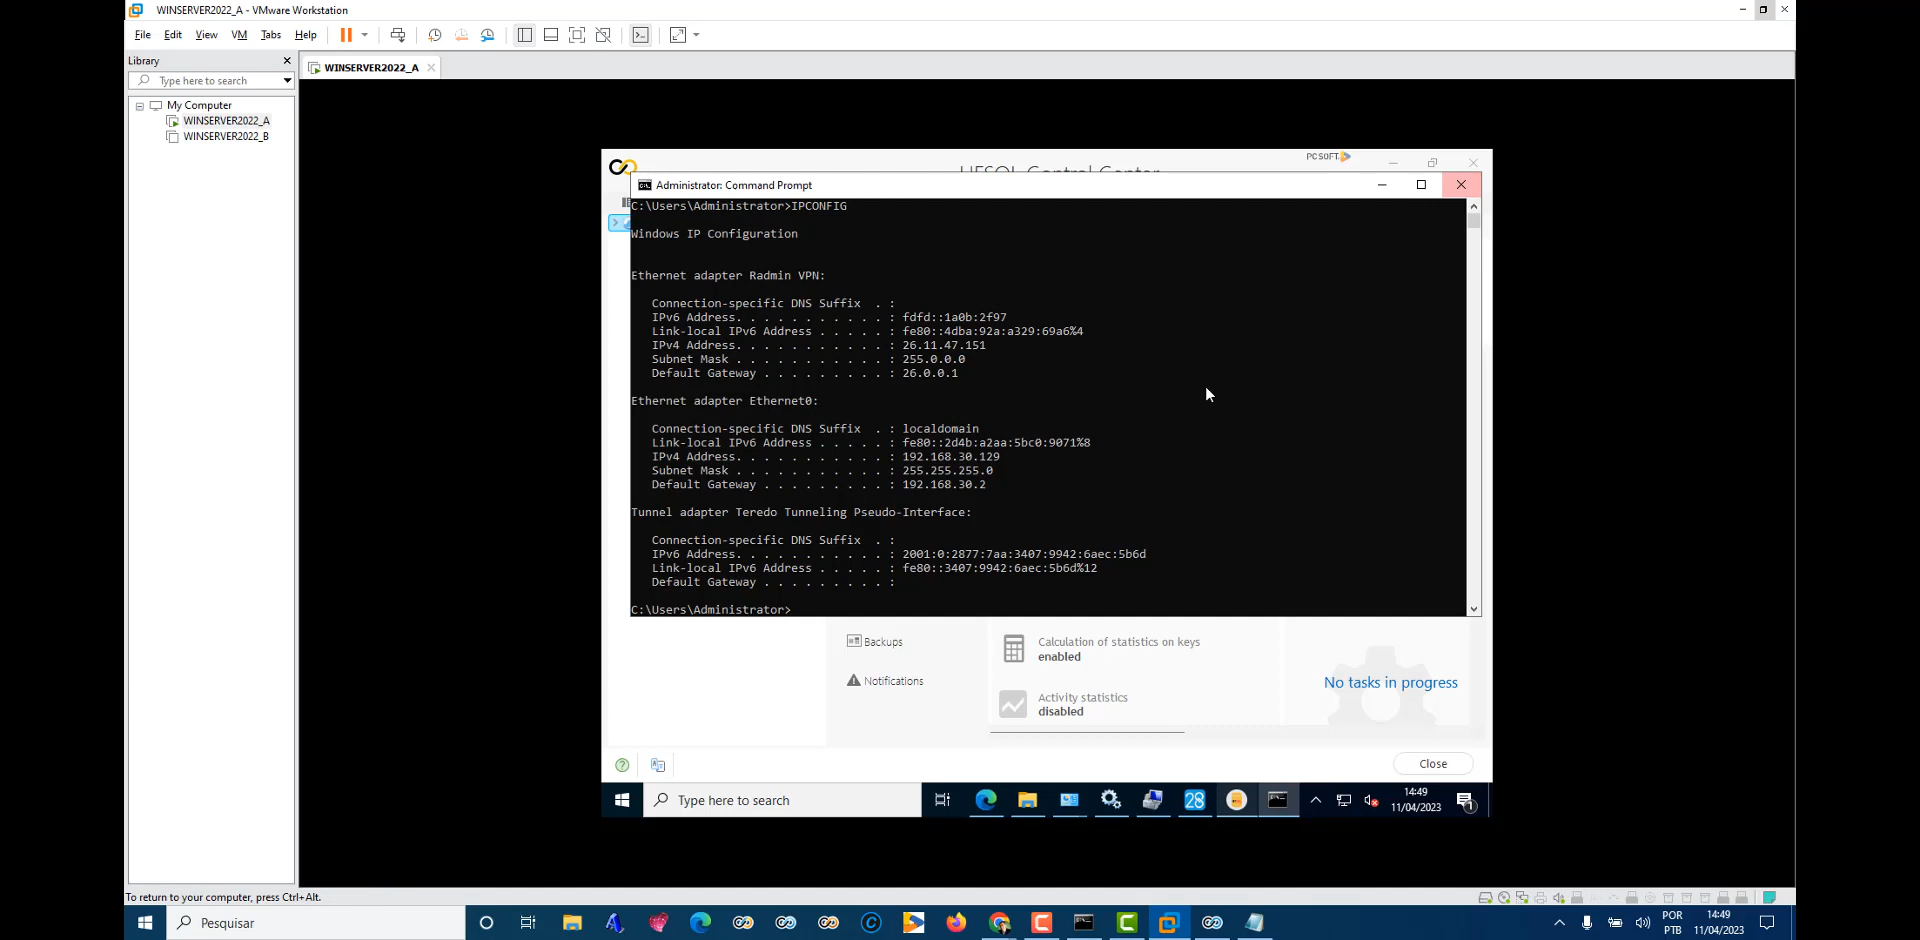 WINSERVER2022_A - VMware Workstation
File Edit View VM Tabs Help
Library
WINSERVER2022_A
Type here to search
My Computer
WINSERVER2022_A
WINSERVER2022_B
PC SOFT
HFSQL Control Center
Administrator: Command Prompt
C:\Users\Administrator>IPCONFIG
Windows IP Configuration
Ethernet adapter Radmin VPN:
Connection-specific DNS Suffix . :
IPv6 Address. . . . . . . . . . . : fdfd::1a0b:2f97
Link-local IPv6 Address . . . . . : fe80::4dba:92a:a329:69a6%4
IPv4 Address. . . . . . . . . . . : 26.11.47.151
Subnet Mask . . . . . . . . . . . : 255.0.0.0
Default Gateway . . . . . . . . . : 26.0.0.1
Ethernet adapter Ethernet0:
Connection-specific DNS Suffix . : localdomain
Link-local IPv6 Address . . . . . : fe80::2d4b:a2aa:5bc0:9071%8
IPv4 Address. . . . . . . . . . . : 192.168.30.129
Subnet Mask . . . . . . . . . . . : 255.255.255.0
Default Gateway . . . . . . . . . : 192.168.30.2
Tunnel adapter Teredo Tunneling Pseudo-Interface:
Connection-specific DNS Suffix . :
IPv6 Address. . . . . . . . . . . : 2001:0:2877:7aa:3407:9942:6aec:5b6d
Link-local IPv6 Address . . . . . : fe80::3407:9942:6aec:5b6d%12
Default Gateway . . . . . . . . . :
C:\Users\Administrator>
Backups
Calculation of statistics on keys
enabled
Notifications
No tasks in progress
Activity statistics
disabled
Close
Type here to search
28
14:49
11/04/2023
1
To return to your computer, press Ctrl+Alt.
Pesquisar
POR
PTB
14:49
11/04/2023